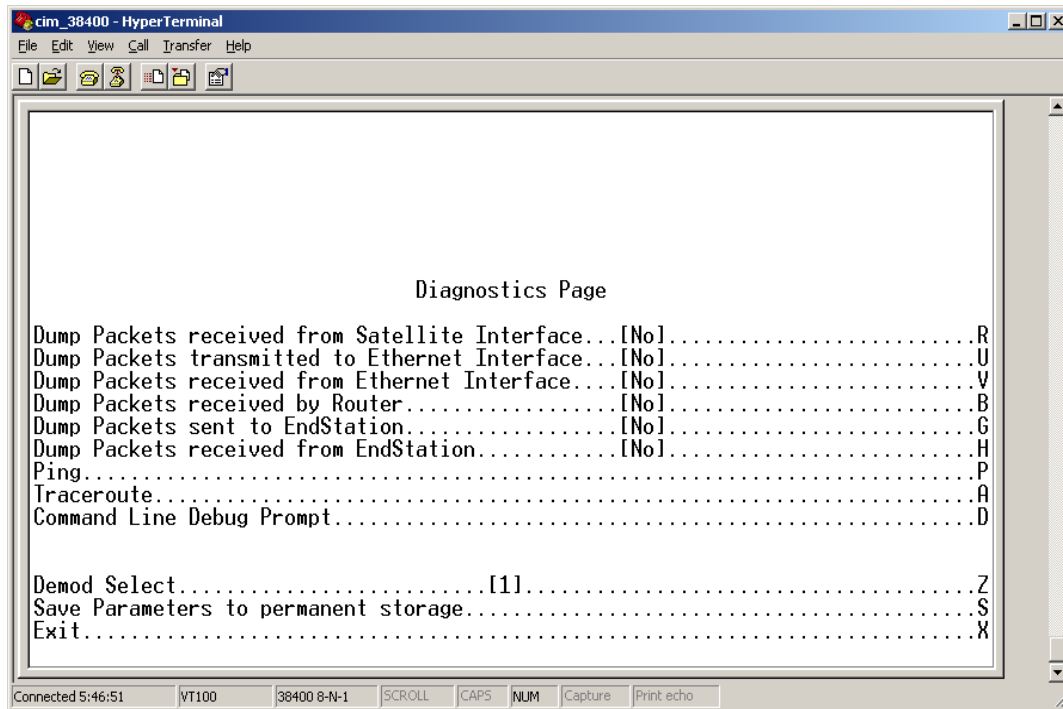 cim_38400 - HyperTerminal
File Edit View Call Transfer Help
Diagnostics Page
Dump Packets received from Satellite Interface...[No]..........................R
Dump Packets transmitted to Ethernet Interface...[No]..........................U
Dump Packets received from Ethernet Interface....[No]..........................V
Dump Packets received by Router..................[No]..........................B
Dump Packets sent to EndStation..................[No]..........................G
Dump Packets received from EndStation............[No]..........................H
Ping...........................................................................P
Traceroute.....................................................................A
Command Line Debug Prompt......................................................D
Demod Select..........................[1]......................................Z
Save Parameters to permanent storage...........................................S
Exit...........................................................................X
Connected 5:46:51 VT100 38400 8-N-1 SCROLL CAPS NUM Capture Print echo